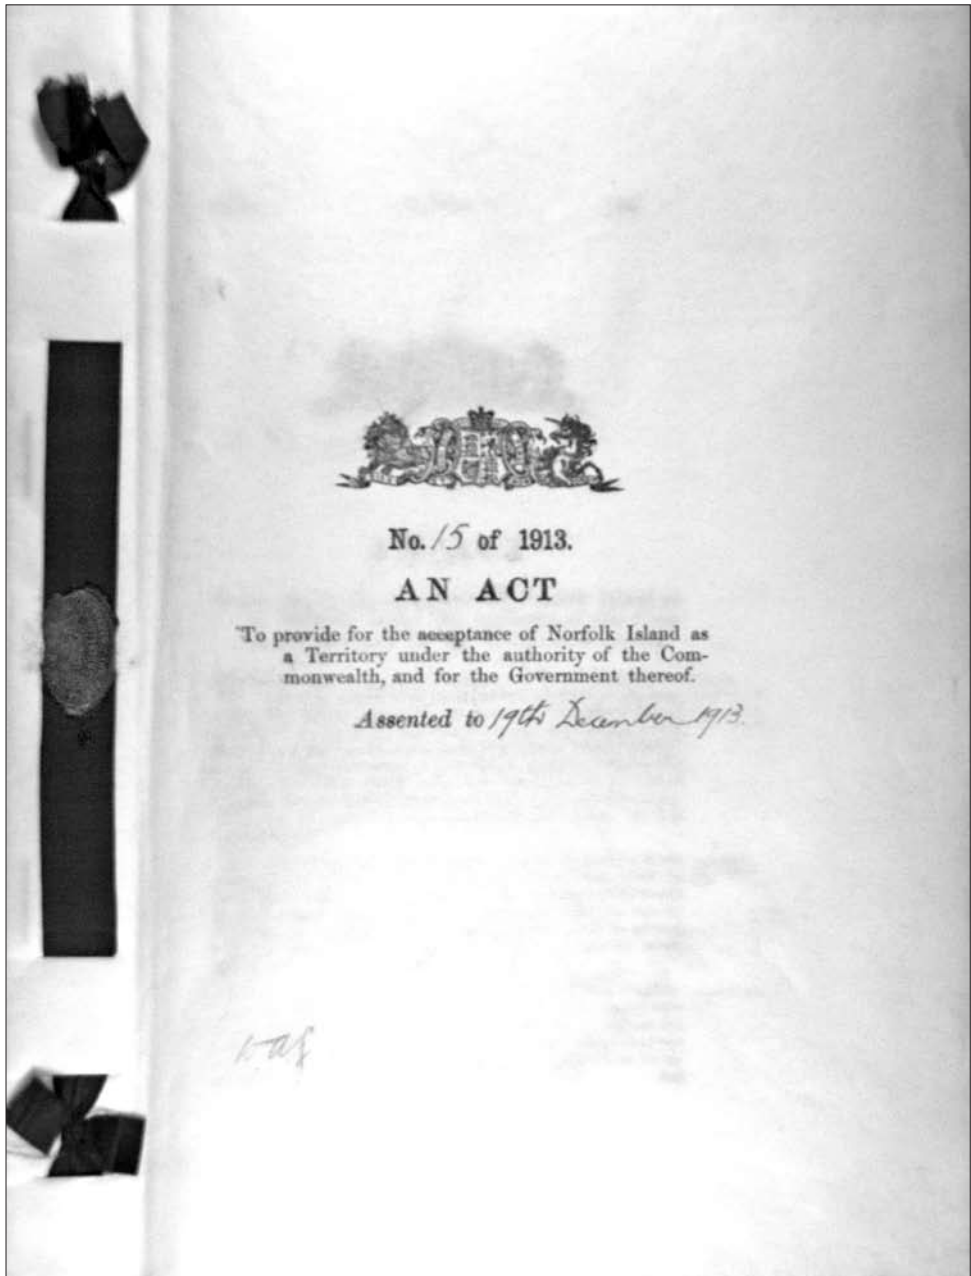 No. 15 of 1913.
AN ACT
To provide for the acceptance of Norfolk Island as
a Territory under the authority of the Com-
monwealth, and for the Government thereof.
Assented to 19th December 1913.